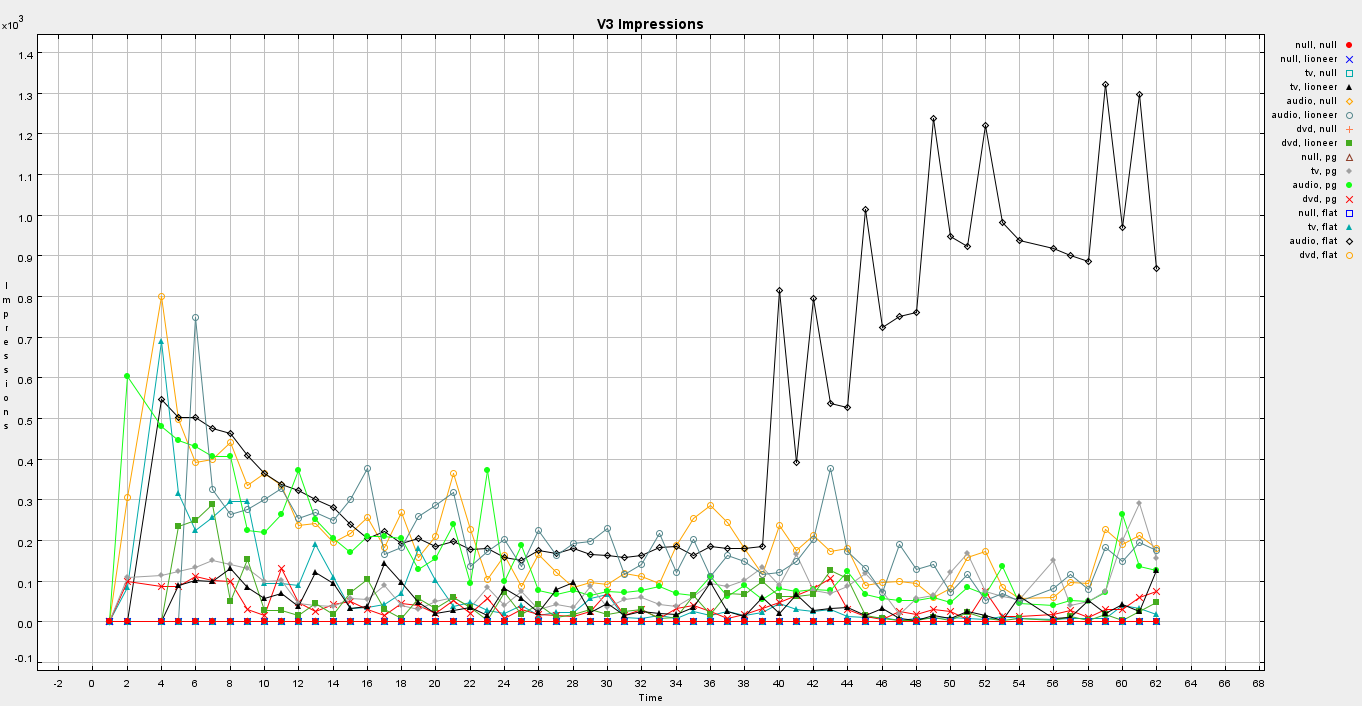 V3 Impressions
x10³
1.4
1.3
1.2
1.1
1.0
0.9
0.8
0.7
0.6
0.5
0.4
0.3
0.2
0.1
0.0
-0.1
Impressions
-2 0 2 4 6 8 10 12 14 16 18 20 22 24 26 28 30 32 34 36 38 40 42 44 46 48 50 52 54 56 58 60 62 64 66 68
Time
null, null
null, lioneer
tv, null
tv, lioneer
audio, null
audio, lioneer
dvd, null
dvd, lioneer
null, pg
tv, pg
audio, pg
dvd, pg
null, flat
tv, flat
audio, flat
dvd, flat